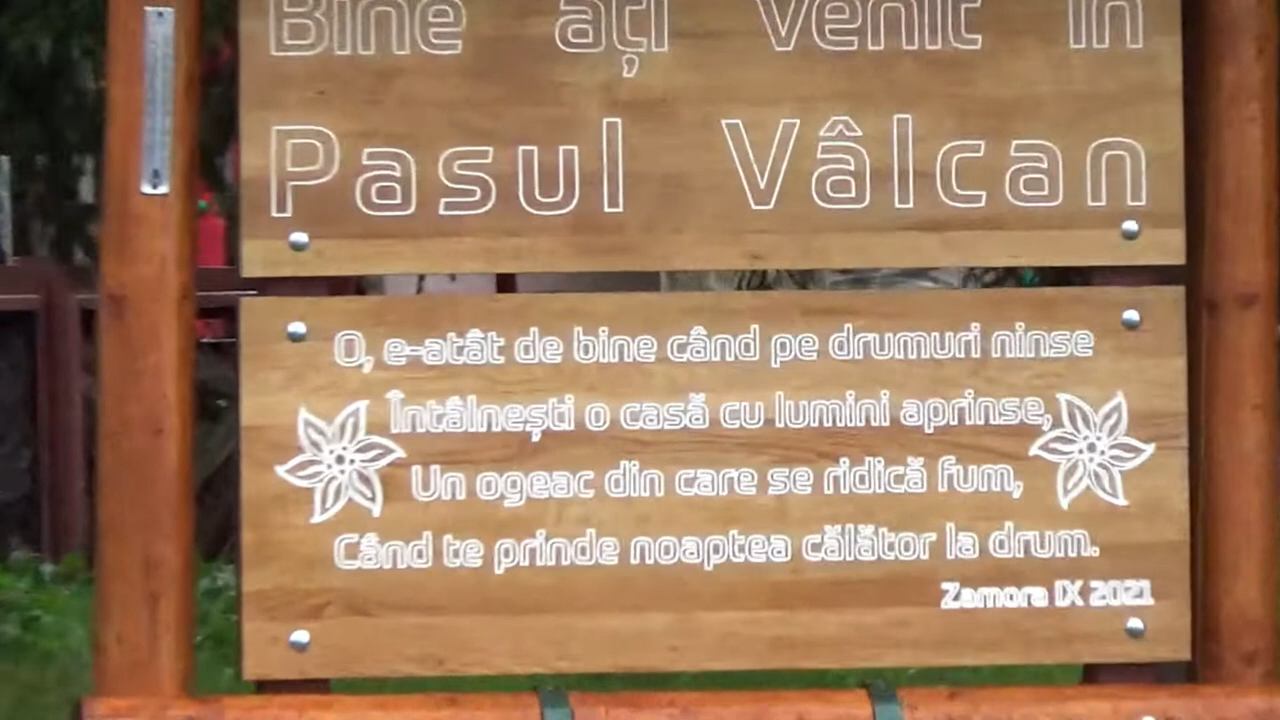 Bine ați venit în
Pasul Vâlcan
O, e-atât de bine când pe drumuri ninse
Întâlnești o casă cu lumini aprinse,
Un ogeac din care se ridică fum,
Când te prinde noaptea călător la drum.
Zamora IX 2021